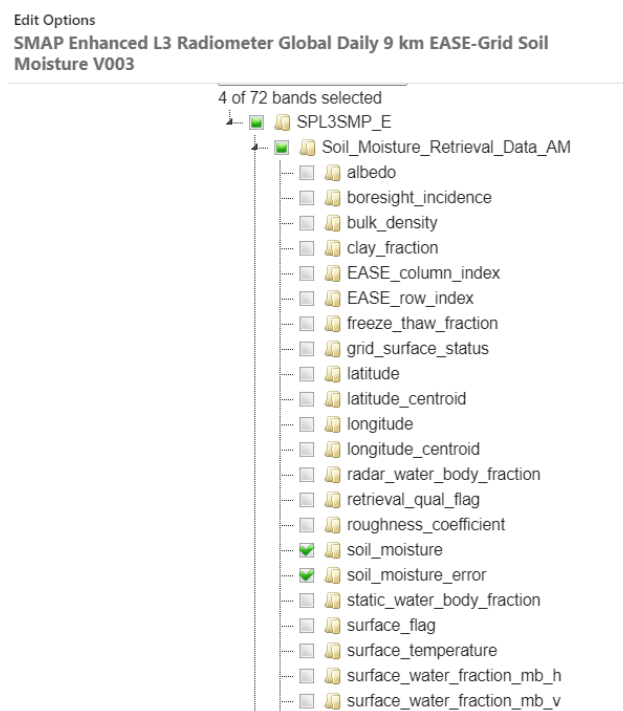 Edit Options
SMAP Enhanced L3 Radiometer Global Daily 9 km EASE-Grid Soil
Moisture V003
4 of 72 bands selected
SPL3SMP_E
Soil_Moisture_Retrieval_Data_AM
albedo
boresight_incidence
bulk_density
clay_fraction
EASE_column_index
EASE_row_index
freeze_thaw_fraction
grid_surface_status
latitude
latitude_centroid
longitude
longitude_centroid
radar_water_body_fraction
retrieval_qual_flag
roughness_coefficient
soil_moisture
soil_moisture_error
static_water_body_fraction
surface_flag
surface_temperature
surface_water_fraction_mb_h
surface_water_fraction_mb_v